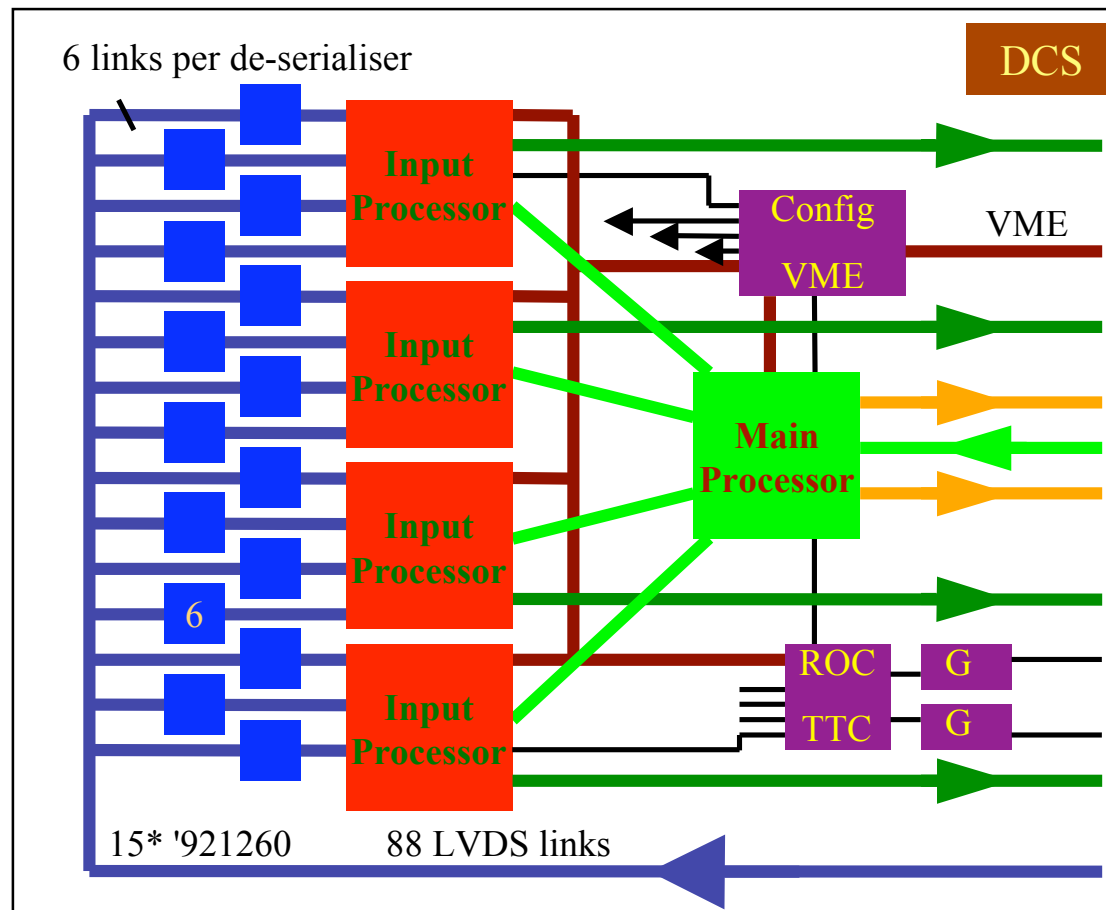 6 links per de-serialiser
DCS
Input
Processor
Config
VME
VME
Input
Processor
Main
Processor
Input
Processor
6
ROC
G
Input
Processor
TTC
G
15* '921260
88 LVDS links